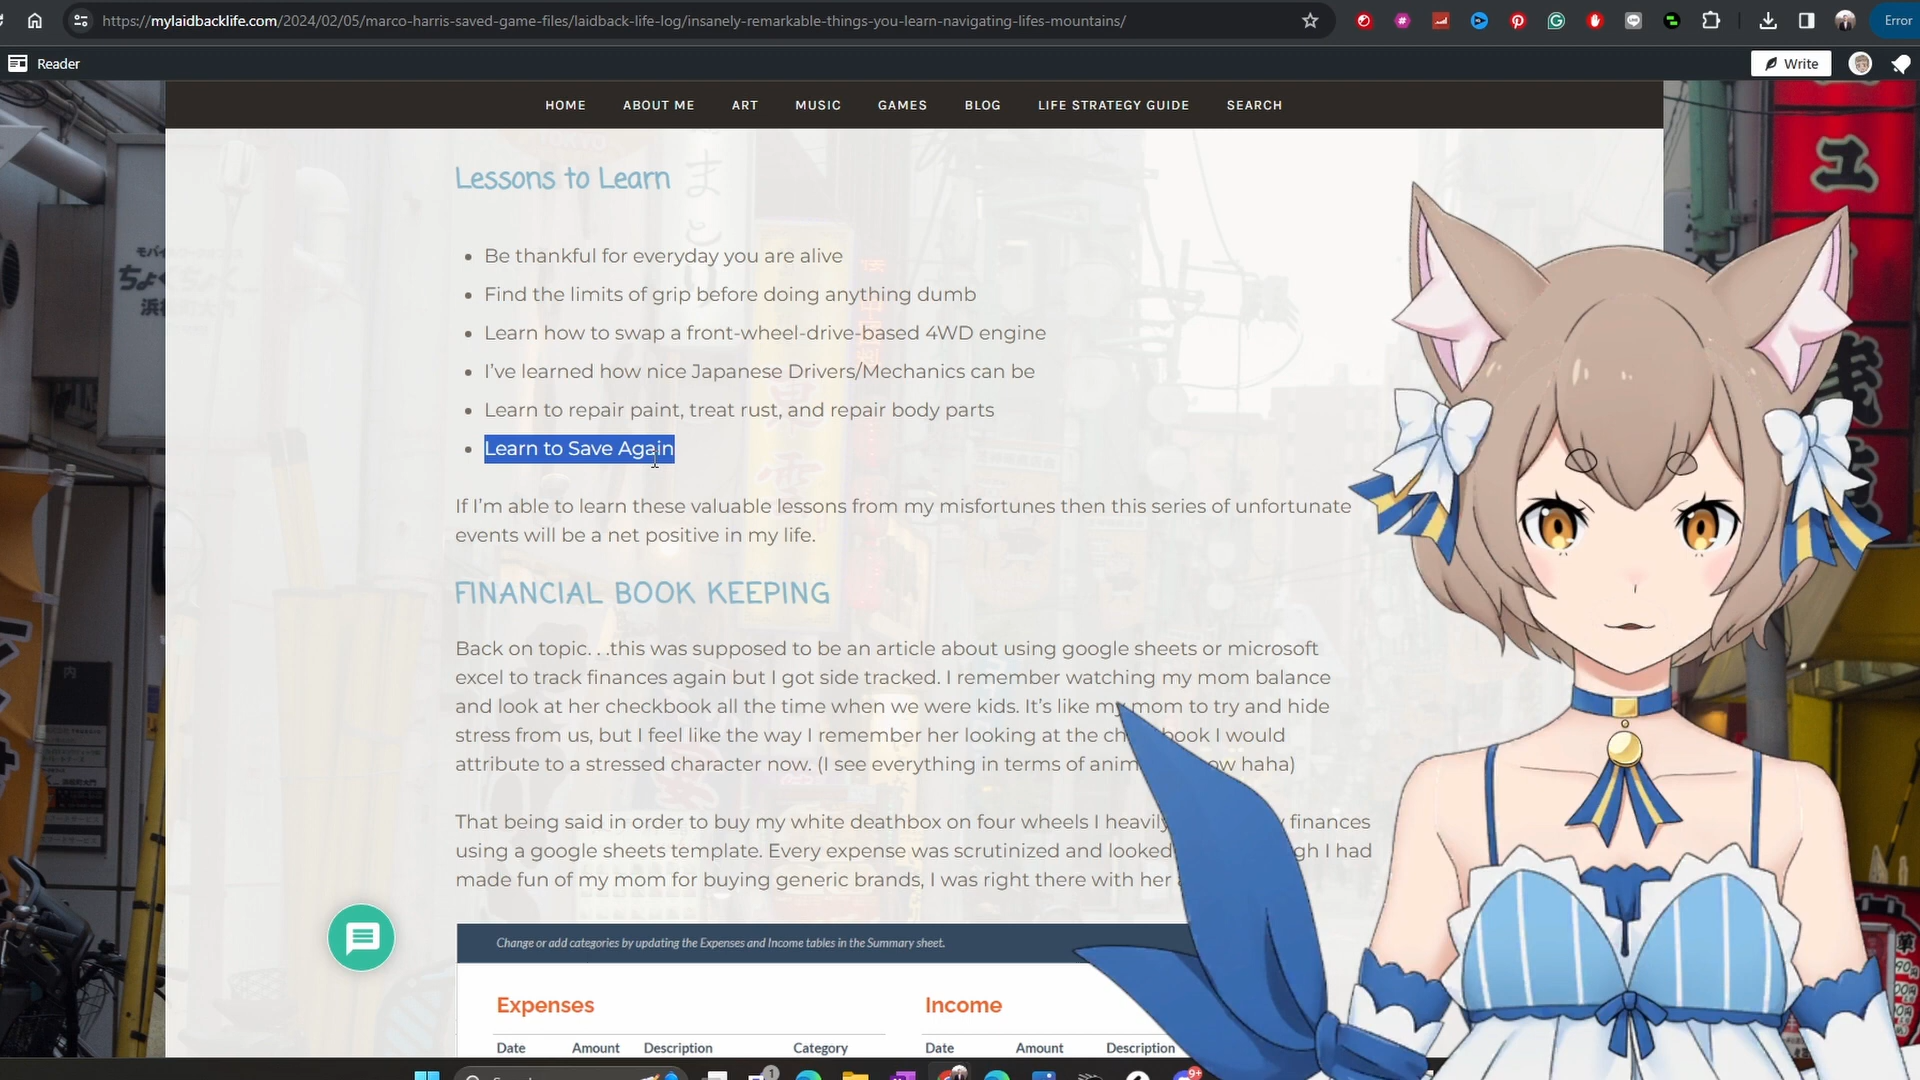 https://mylaidbacklife.com/2024/02/05/marco-harris-saved-game-files/laidback-life-log/insanely-remarkable-things-you-learn-navigating-lifes-mountains/
Error
Reader
Write
HOME ABOUT ME ART MUSIC GAMES BLOG LIFE STRATEGY GUIDE SEARCH
Lessons to Learn
Be thankful for everyday you are alive
Find the limits of grip before doing anything dumb
Learn how to swap a front-wheel-drive-based 4WD engine
I've learned how nice Japanese Drivers/Mechanics can be
Learn to repair paint, treat rust, and repair body parts
Learn to Save Again
If I'm able to learn these valuable lessons from my misfortunes then this series of unfortunate
events will be a net positive in my life.
FINANCIAL BOOK KEEPING
Back on topic. . .this was supposed to be an article about using google sheets or microsoft
excel to track finances again but I got side tracked. I remember watching my mom balance
and look at her checkbook all the time when we were kids. It's like my mom to try and hide
stress from us, but I feel like the way I remember her looking at the ch book I would
attribute to a stressed character now. (I see everything in terms of anim ow haha)
That being said in order to buy my white deathbox on four wheels I heavily finances
using a google sheets template. Every expense was scrutinized and looked gh I had
made fun of my mom for buying generic brands, I was right there with her
Change or add categories by updating the Expenses and Income tables in the Summary sheet.
Expenses Income
Date Amount Description Category Date Amount Description
1
9+